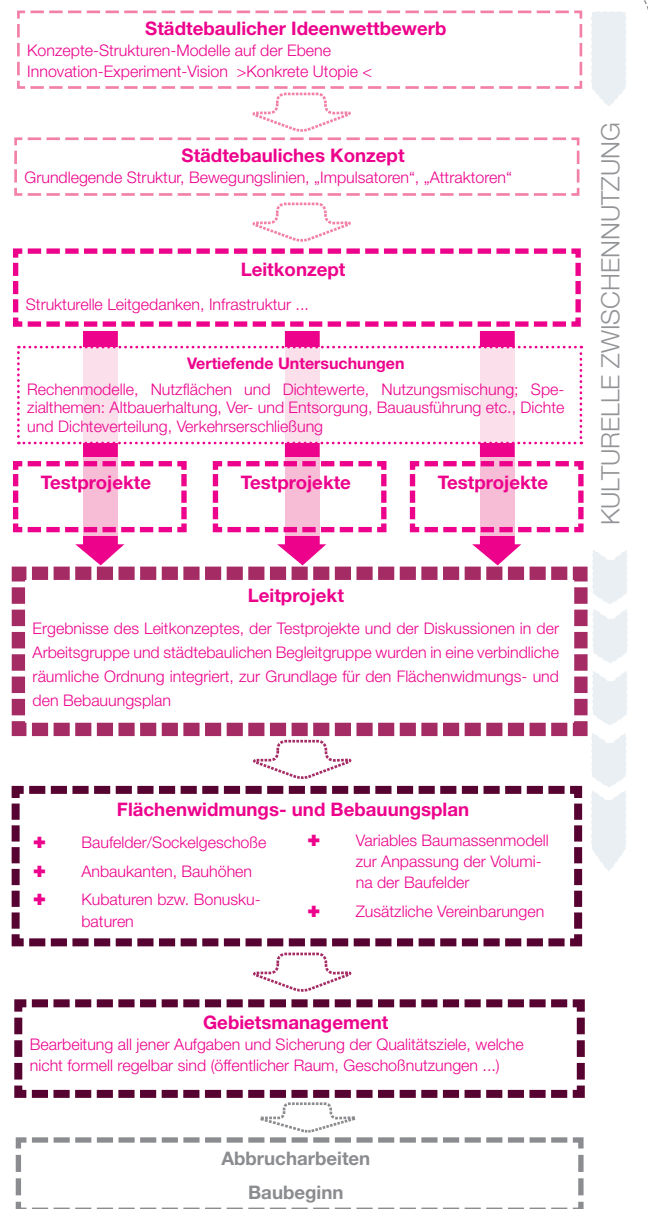 Städtebaulicher Ideenwettbewerb
Konzepte-Strukturen-Modelle auf der Ebene
Innovation-Experiment-Vision >Konkrete Utopie <
Städtebauliches Konzept
Grundlegende Struktur, Bewegungslinien, „Impulsatoren“, „Attraktoren“
Leitkonzept
Strukturelle Leitgedanken, Infrastruktur ...
Vertiefende Untersuchungen
Rechenmodelle, Nutzflächen und Dichtewerte, Nutzungsmischung; Spe-
zialthemen: Altbauerhaltung, Ver- und Entsorgung, Bauausführung etc., Dichte
und Dichteverteilung, Verkehrserschließung
Testprojekte
Testprojekte
Testprojekte
Leitprojekt
Ergebnisse des Leitkonzeptes, der Testprojekte und der Diskussionen in der
Arbeitsgruppe und städtebaulichen Begleitgruppe wurden in eine verbindliche
räumliche Ordnung integriert, zur Grundlage für den Flächenwidmungs- und
den Bebauungsplan
Flächenwidmungs- und Bebauungsplan
+ Baufelder/Sockelgeschoße
+ Anbaukanten, Bauhöhen
+ Kubaturen bzw. Bonusku-
baturen
+ Variables Baumassenmodell
zur Anpassung der Volumi-
na der Baufelder
+ Zusätzliche Vereinbarungen
Gebietsmanagement
Bearbeitung all jener Aufgaben und Sicherung der Qualitätsziele, welche
nicht formell regelbar sind (öffentlicher Raum, Geschoßnutzungen ...)
Abbrucharbeiten
Baubeginn
KULTURELLE ZWISCHENNUTZUNG